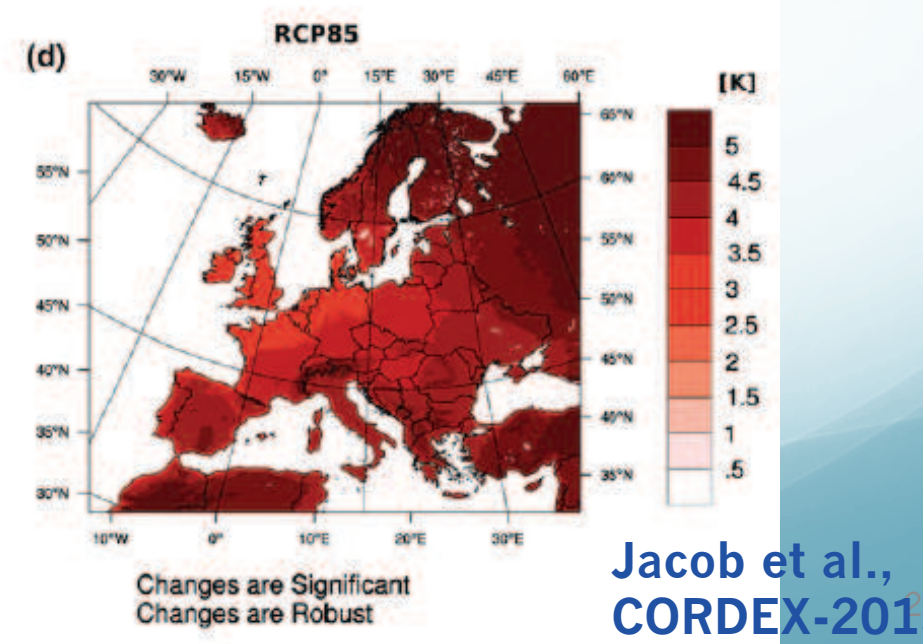 RCP85
(d)
30°W 15°W 0° 15°E 30°E 45°E 60°E
[K]
65°N
55°N
60°N
50°N
55°N
45°N
50°N
40°N
45°N
35°N
40°N
30°N
35°N
10°W 0° 10°E 20°E 30°E
5
4.5
4
3.5
3
2.5
2
1.5
1
.5
Changes are Significant
Changes are Robust
Jacob et al.,
CORDEX-201